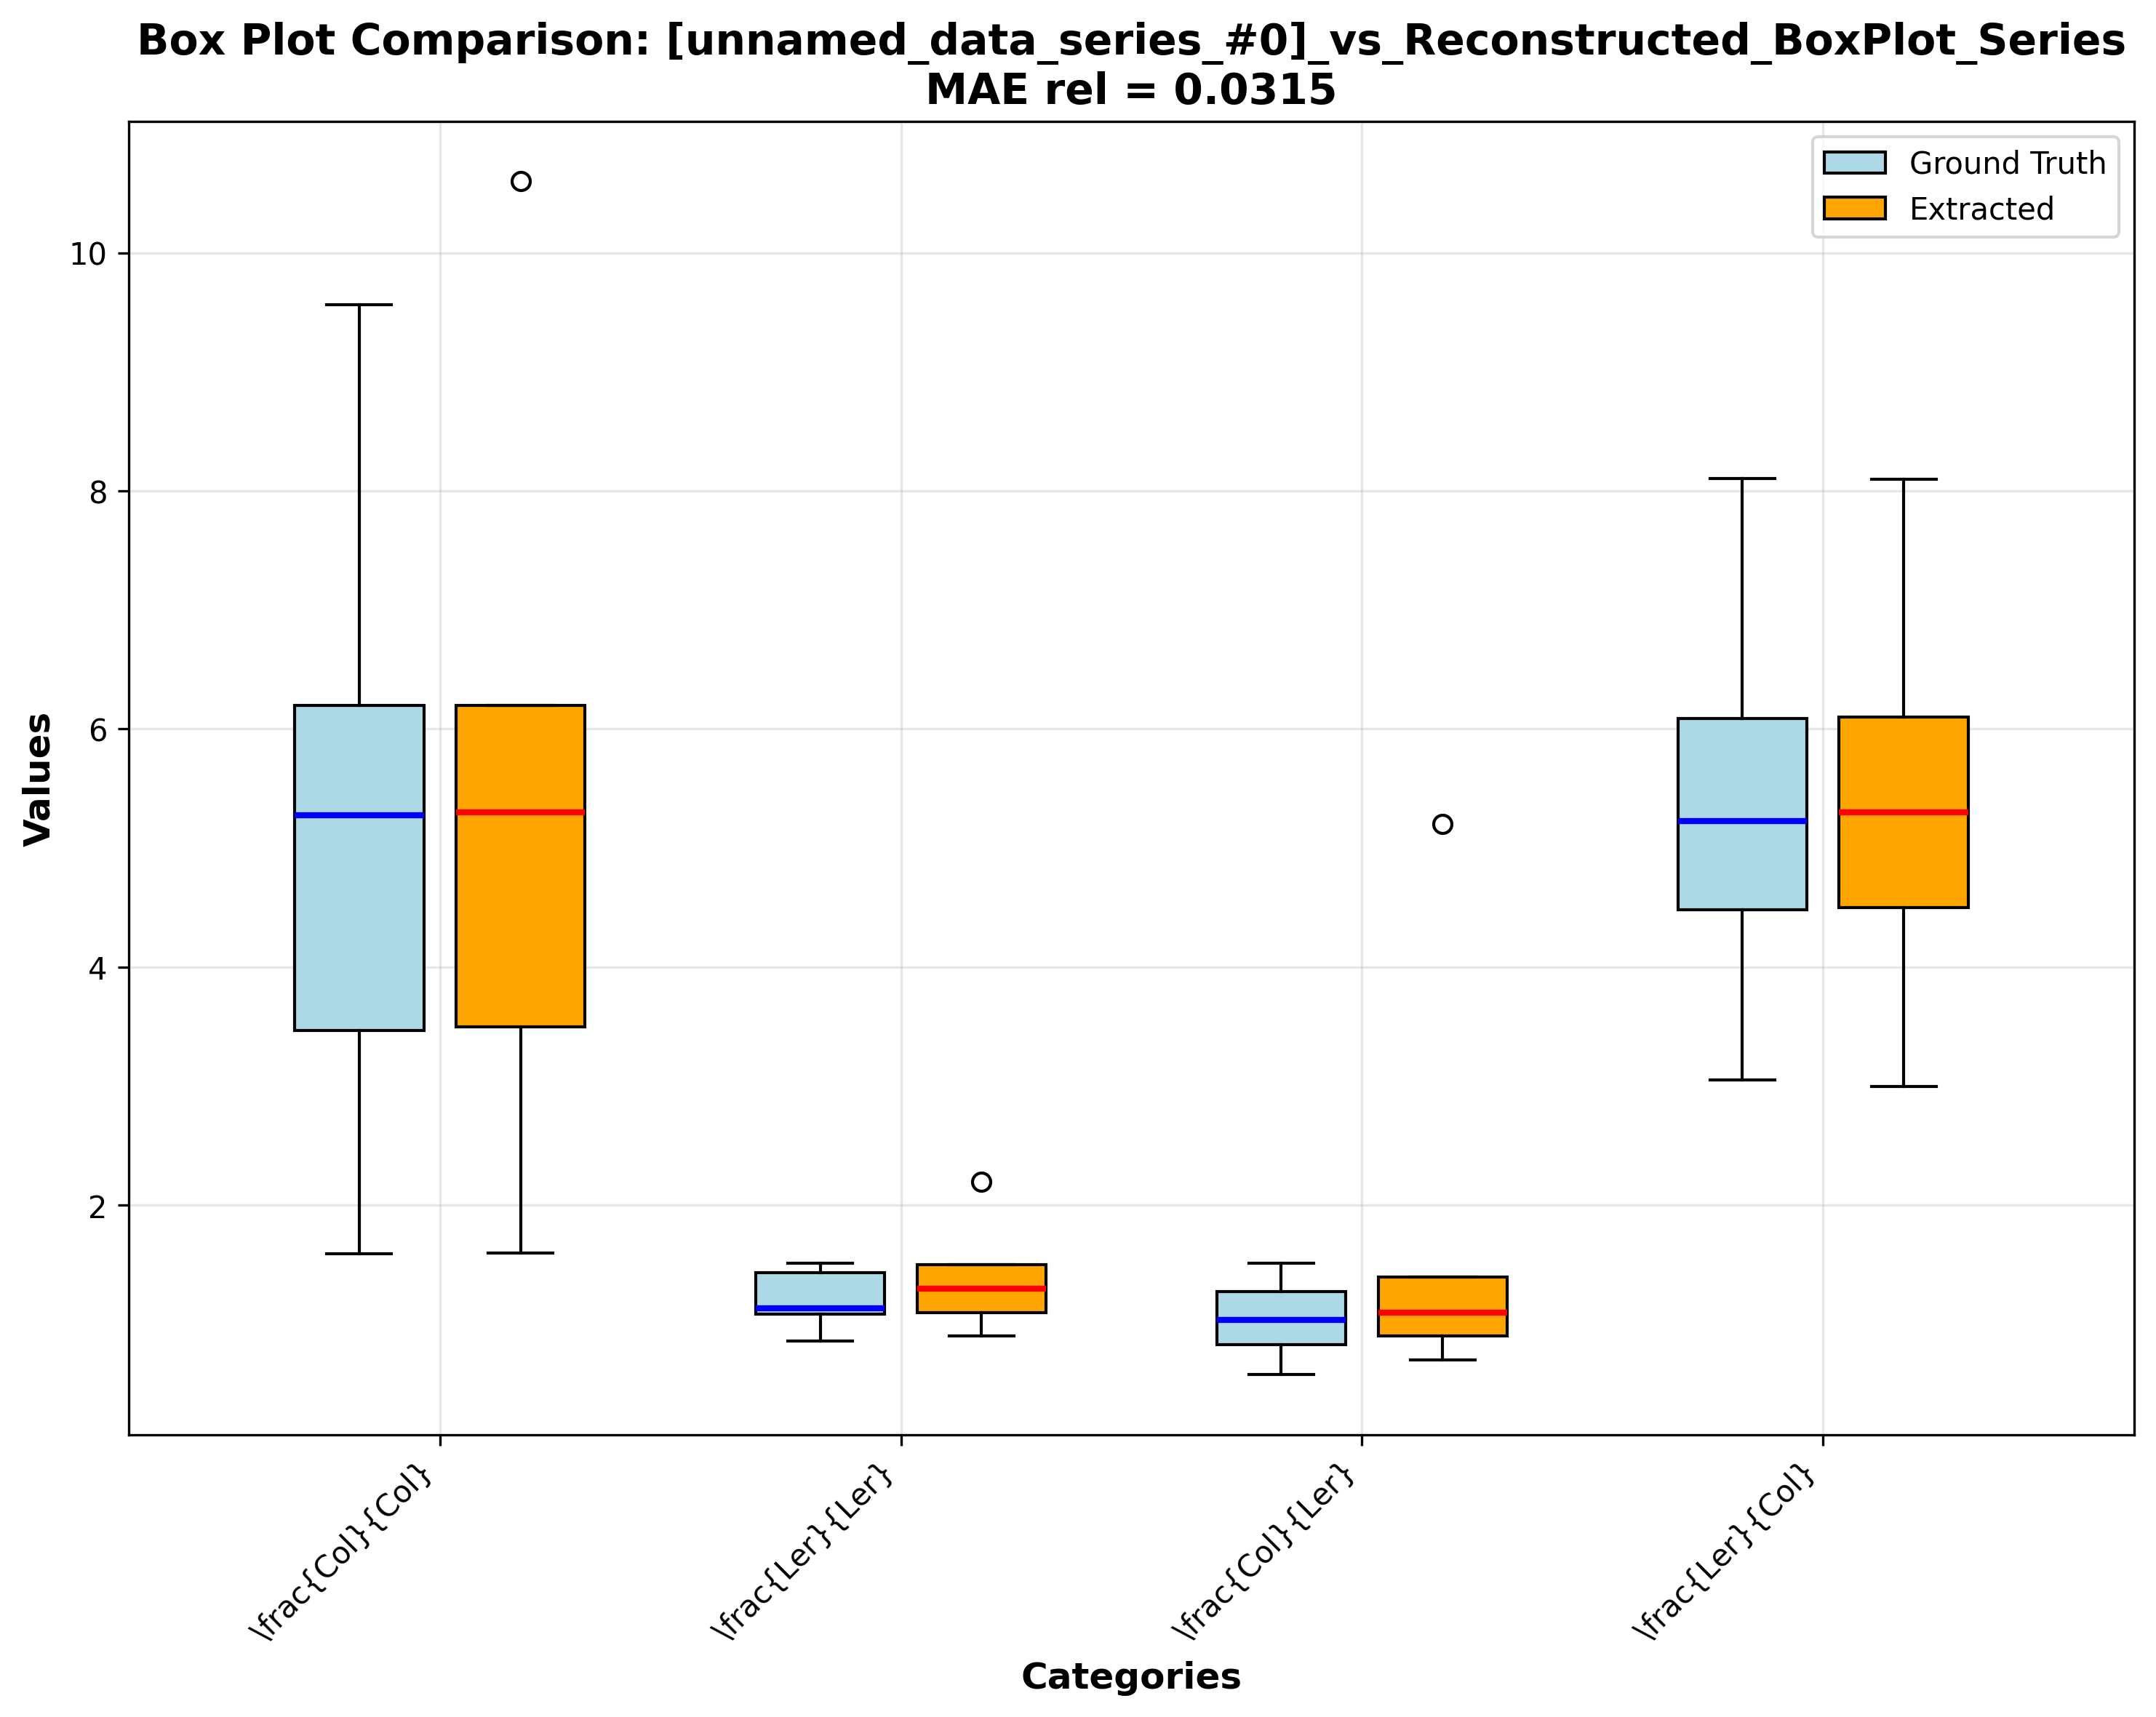 Box Plot Comparison: [unnamed_data_series_#0]_vs_Reconstructed_BoxPlot_Series
MAE rel = 0.0315
Ground Truth
Extracted
Values
10
8
6
4
2
\frac{Col}{Col}
\frac{Ler}{Ler}
\frac{Col}{Ler}
\frac{Ler}{Col}
Categories